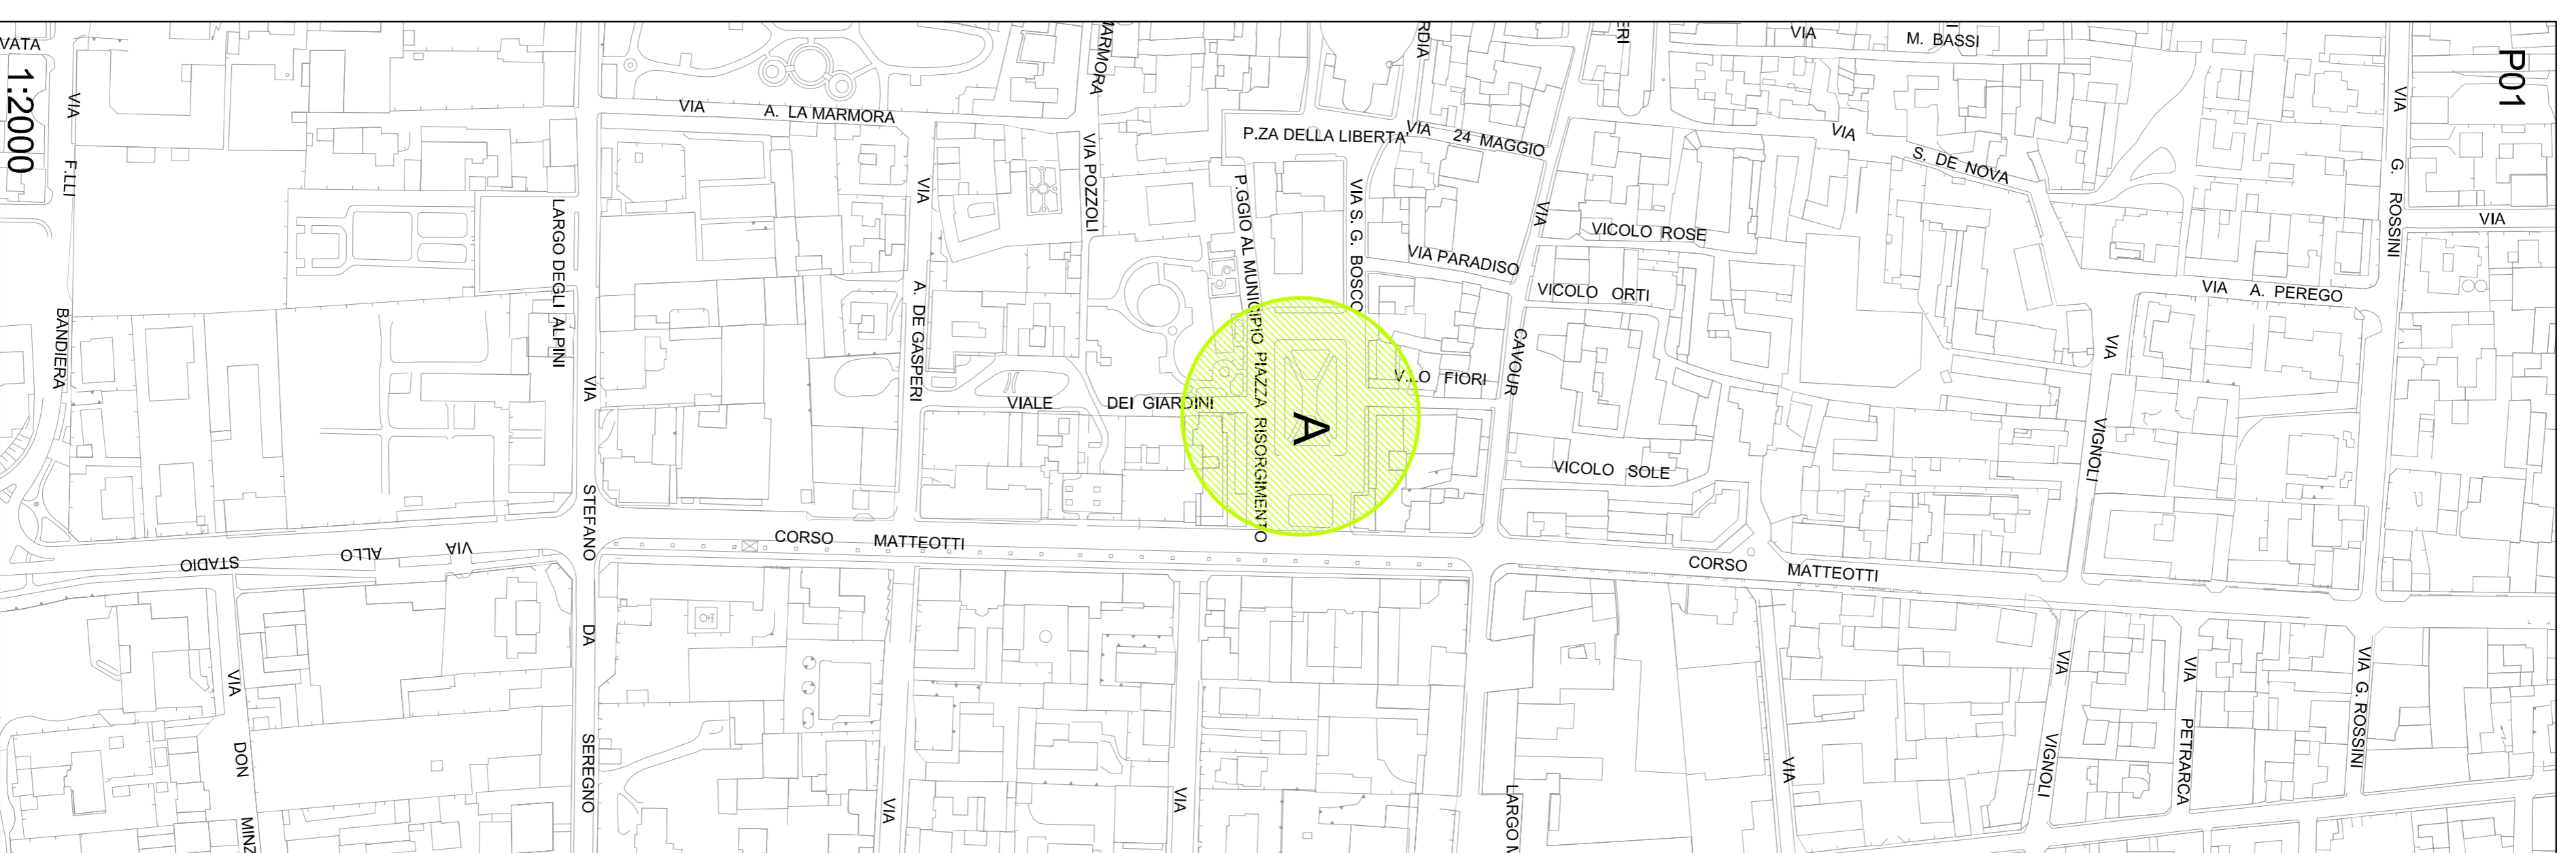 VATA
1:2000
P01
VIA F.LLI BANDIERA
LARGO DEGLI ALPINI
VIA A. LA MARMORA
MARMORA
VIA POZZOLI
VIA A. DE GASPERI
VIALE DEI GIARDINI
P.ZA DELLA LIBERTA'
P.GGIO AL MUNICIPIO
PIAZZA RISORGIMENTO
A
VIA S. G. BOSCO
RDIA
VIA 24 MAGGIO
ERI
VIA M. BASSI
VIA S. DE NOVA
VIA G. ROSSINI
VIA
VIA A. PEREGO
VIA PARADISO
VIA CAVOUR
VICOLO ROSE
VICOLO ORTI
V.LO FIORI
VICOLO SOLE
VIA VIGNOLI
VIA STEFANO DA SEREGNO
VIA ALLO STADIO
CORSO MATTEOTTI
CORSO MATTEOTTI
VIA DON MINZ
VIA
VIA
LARGO M
VIA
VIA VIGNOLI
VIA PETRARCA
VIA G. ROSSINI